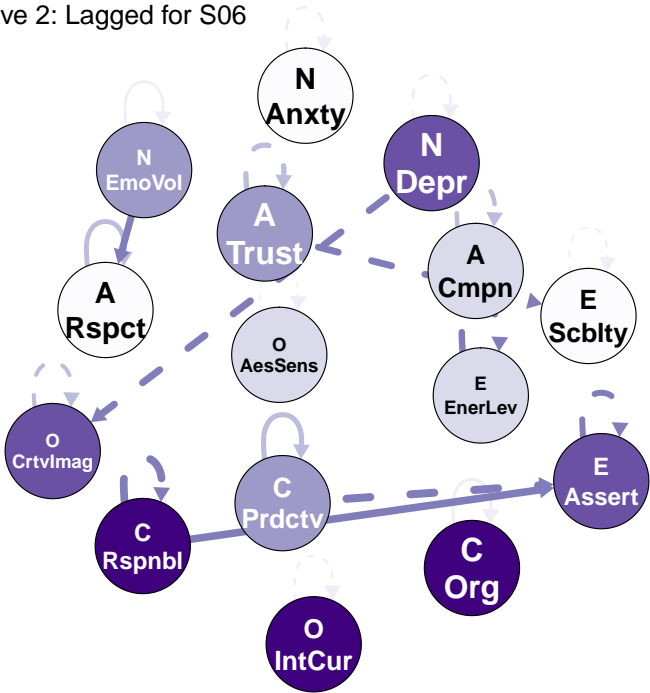 ve 2: Lagged for S06
N
Anxty
N
EmoVol
N
Depr
A
Trust
A
Cmpn
A
Rspct
E
Scblty
O
AesSens
E
EnerLev
O
CrtvImag
E
Assert
C
Prdctv
C
Rspnbl
C
Org
O
IntCur